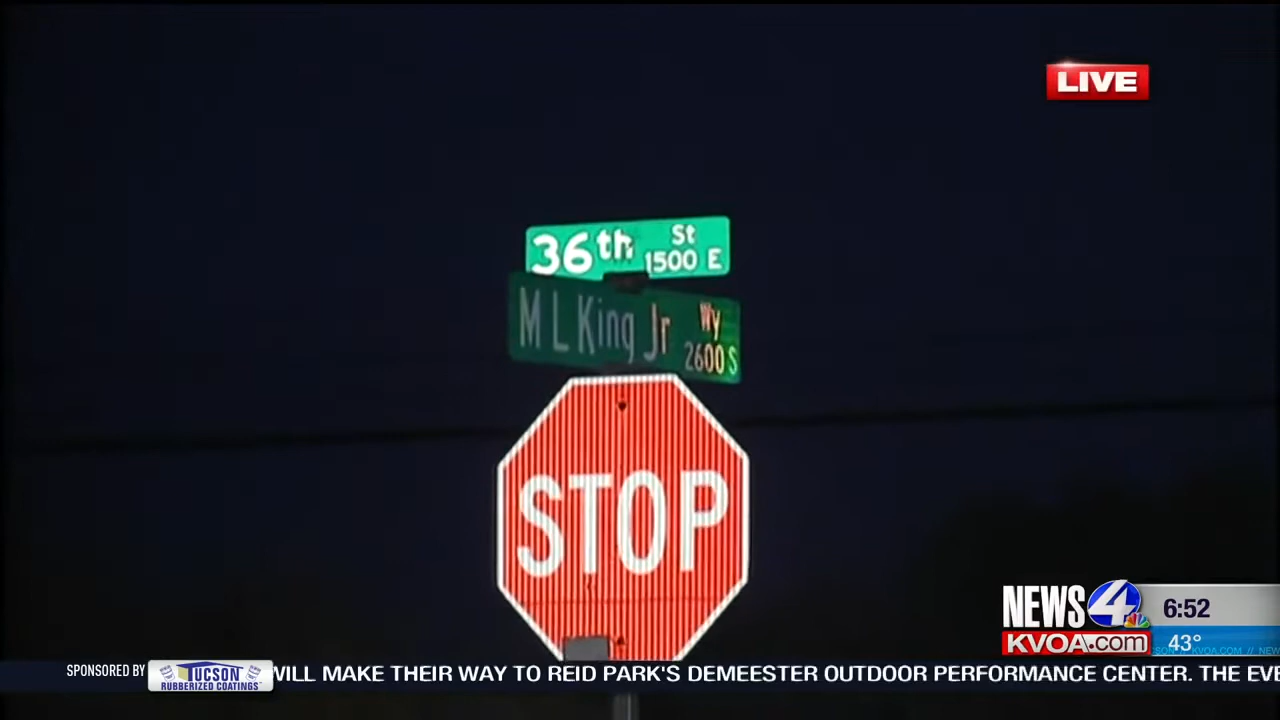 LIVE
36th St
1500 E
M L King Jr Wy
2600 S
STOP
NEWS 4
6:52
KVOA.com
43°
SPONSORED BY
TUCSON
RUBBERIZED COATINGS
WILL MAKE THEIR WAY TO REID PARK'S DEMEESTER OUTDOOR PERFORMANCE CENTER. THE EVE